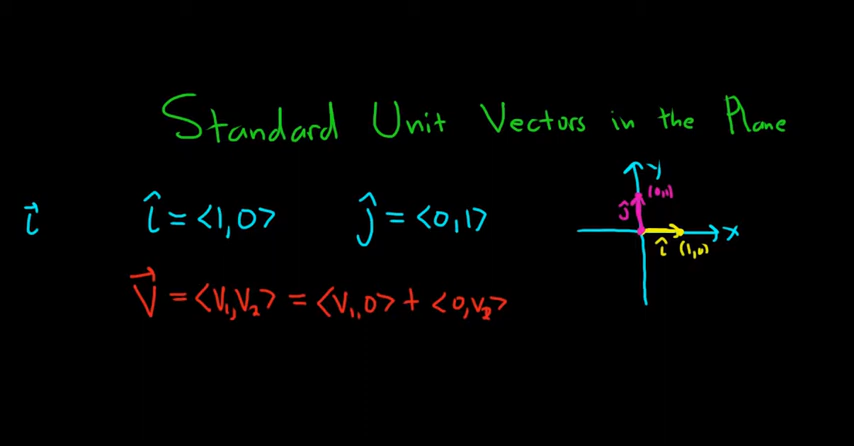 Standard Unit Vectors in the Plane
y
(0,1)
ĵ
i⃗ î = <1,0> ĵ = <0,1>
x
î (1,0)
V⃗ = <V₁,V₂> = <V₁,0> + <0,V₂>